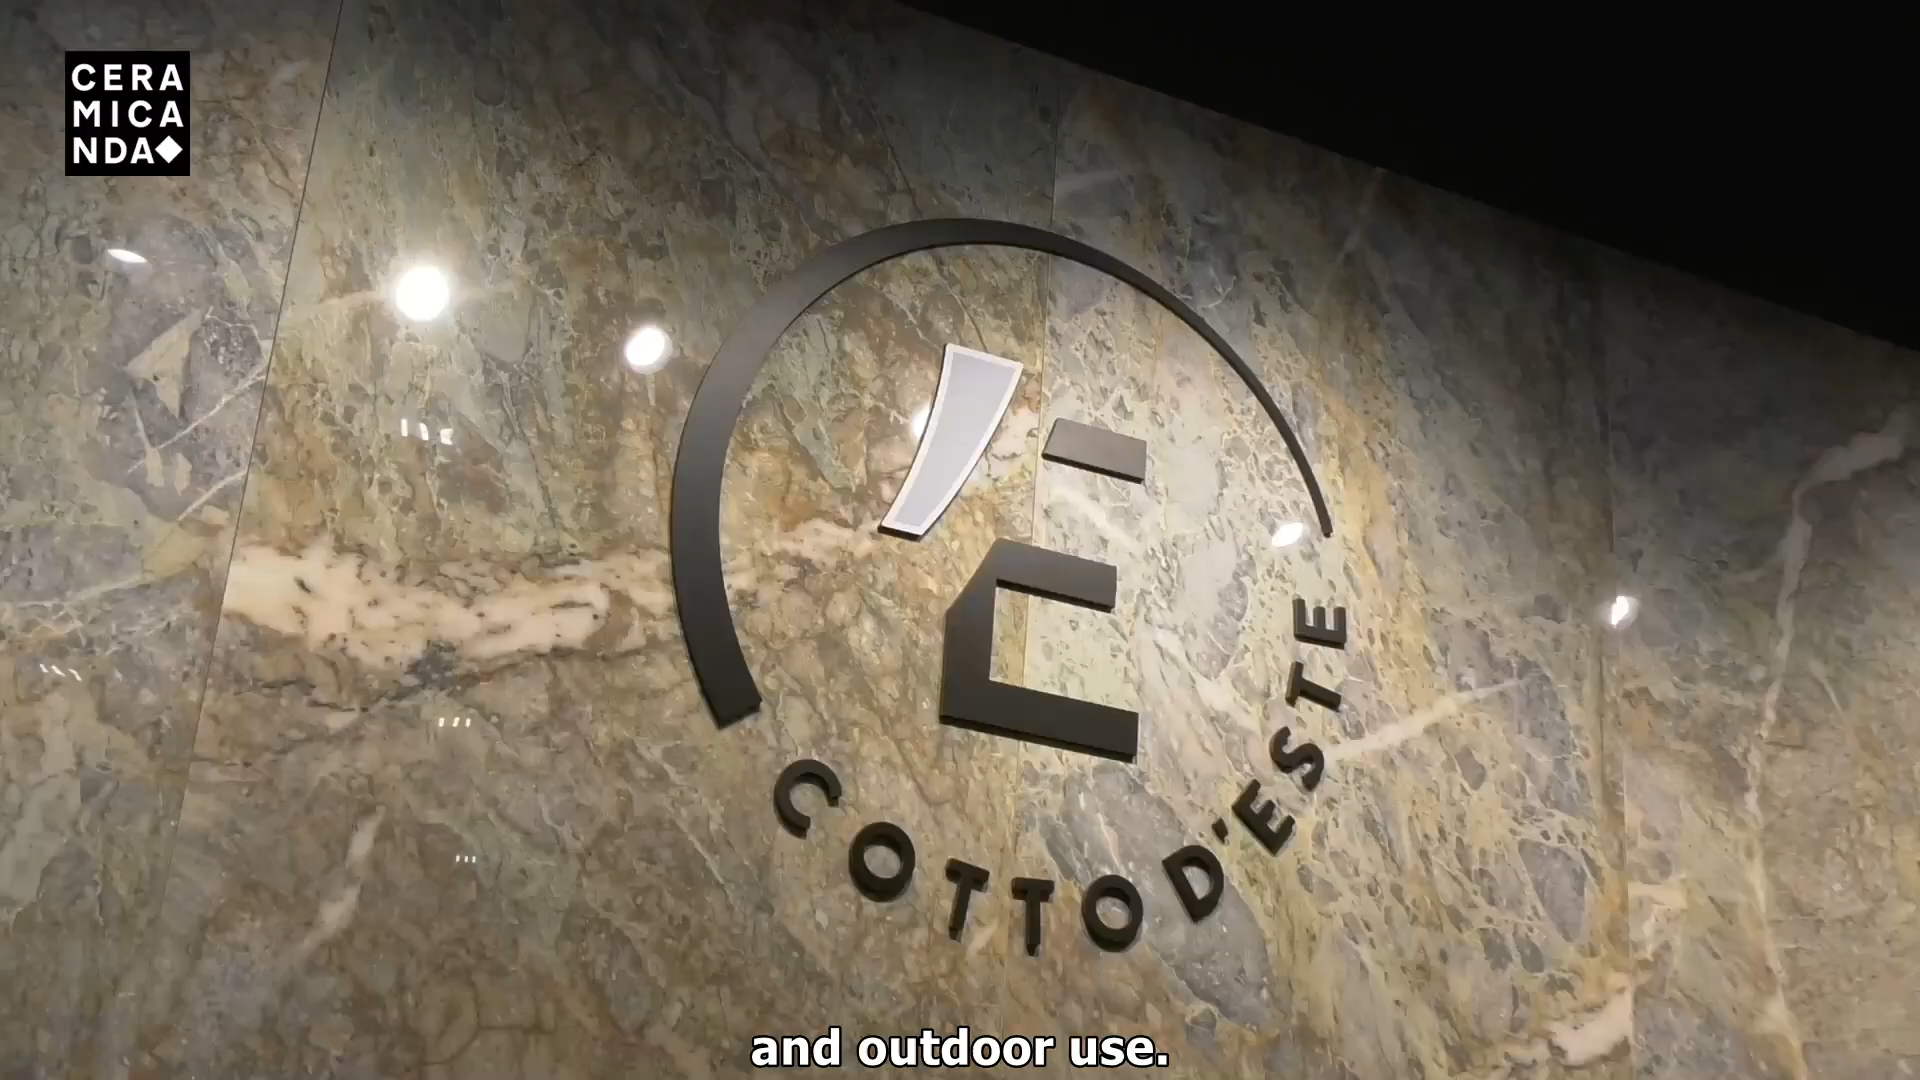 CERA
MICA
NDA
E
COTTO D'ESTE
and outdoor use.